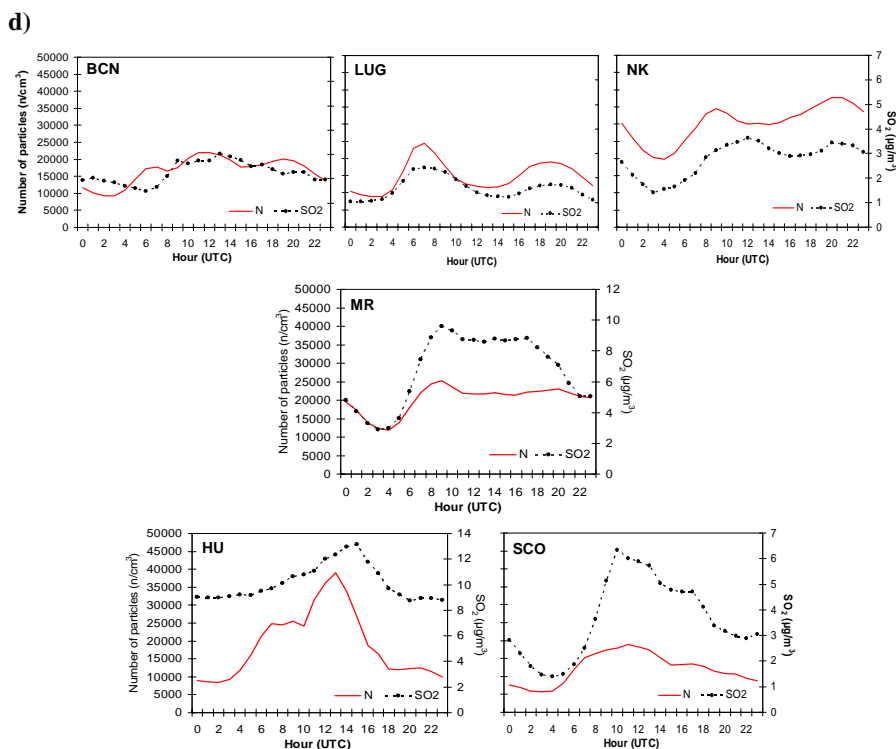 d)
BCN
LUG
NK
Number of particles (n/cm³)
50000
45000
40000
35000
30000
25000
20000
15000
10000
5000
0
7
6
5
4
3
2
1
0
SO₂ (µg/m³)
N SO2
N SO2
N SO2
0 2 4 6 8 10 12 14 16 18 20 22
0 2 4 6 8 10 12 14 16 18 20 22
0 2 4 6 8 10 12 14 16 18 20 22
Hour (UTC)
Hour (UTC)
Hour (UTC)
MR
Number of particles (n/cm³)
50000
45000
40000
35000
30000
25000
20000
15000
10000
5000
0
12
10
8
6
4
2
0
SO₂ (µg/m³)
N SO2
0 2 4 6 8 10 12 14 16 18 20 22
Hour (UTC)
HU
Number of particles (n/cm³)
50000
45000
40000
35000
30000
25000
20000
15000
10000
5000
0
14
12
10
8
6
4
2
0
SO₂ (µg/m³)
N SO2
0 2 4 6 8 10 12 14 16 18 20 22
Hour (UTC)
SCO
7
6
5
4
3
2
1
0
SO₂ (µg/m³)
N SO2
0 2 4 6 8 10 12 14 16 18 20 22
Hour (UTC)